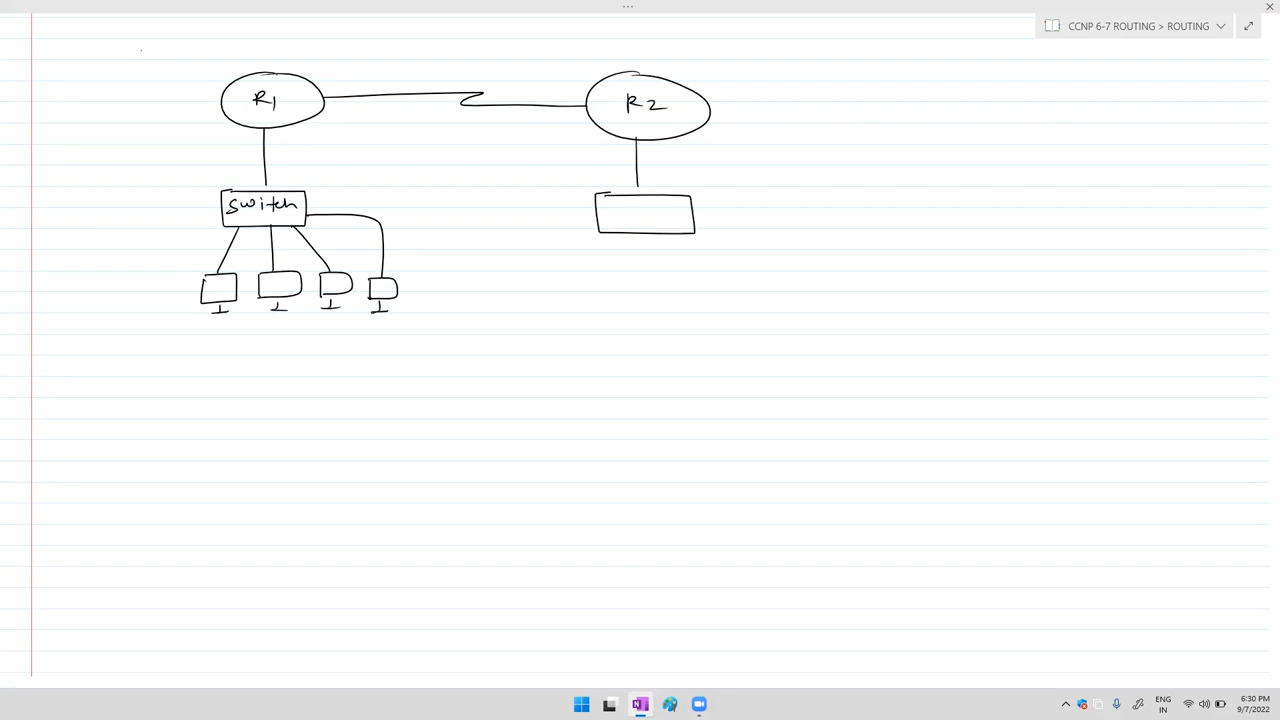 CCNP 6-7 ROUTING > ROUTING
R1
R2
Switch
ENG
IN
6:30 PM
9/7/2022